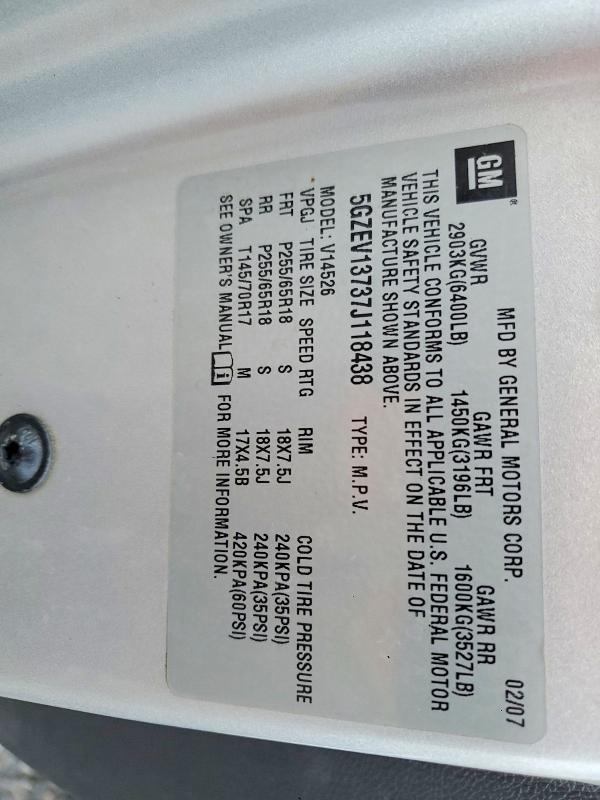 GM®
MFD BY GENERAL MOTORS CORP. 02/07
GVWR GAWR FRT GAWR RR
2903KG(6400LB) 1450KG(3196LB) 1600KG(3527LB)
THIS VEHICLE CONFORMS TO ALL APPLICABLE U.S. FEDERAL MOTOR
VEHICLE SAFETY STANDARDS IN EFFECT ON THE DATE OF
MANUFACTURE SHOWN ABOVE.
5GZEV13737J118438 TYPE: M.P.V.
MODEL: V14526
VPGJ TIRE SIZE SPEED RTG RIM COLD TIRE PRESSURE
FRT P255/65R18 S 18X7.5J 240KPA(35PSI)
RR P255/65R18 S 18X7.5J 240KPA(35PSI)
SPA T145/70R17 M 17X4.5B 420KPA(60PSI)
SEE OWNER'S MANUAL i FOR MORE INFORMATION.